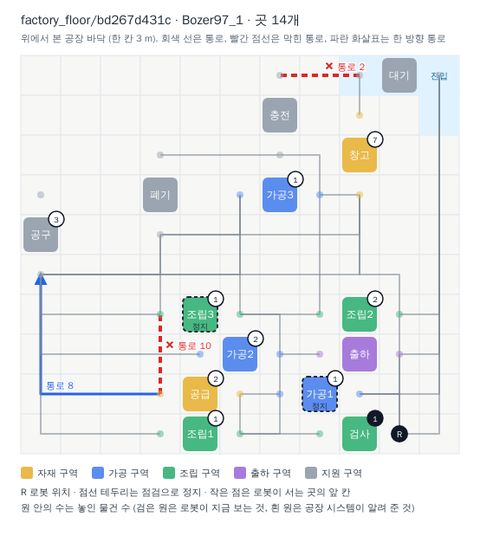 factory_floor/bd267d431c · Bozer97_1 · 곳 14개
위에서 본 공장 바닥 (한 칸 3 m). 회색 선은 통로, 빨간 점선은 막힌 통로, 파란 화살표는 한 방향 통로
× 통로 2
대기
진입
충전
7
창고
1
폐기
가공3
3
공구
1
2
조립3
정지
조립2
× 통로 10
가공2
출하
2
1
통로 8
공급
가공1
정지
1
1
조립1
검사
R
자재 구역 가공 구역 조립 구역 출하 구역 지원 구역
R 로봇 위치 · 점선 테두리는 점검으로 정지 · 작은 점은 로봇이 서는 곳의 앞 칸
원 안의 수는 놓인 물건 수 (검은 원은 로봇이 지금 보는 것, 흰 원은 공장 시스템이 알려 준 것)